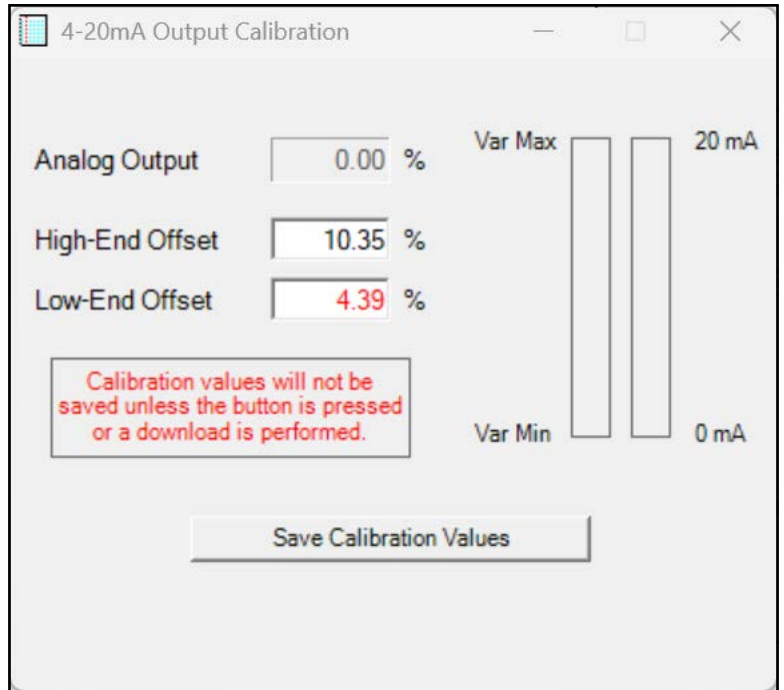 4-20mA Output Calibration
Analog Output 0.00 %
High-End Offset 10.35 %
Low-End Offset 4.39 %
Calibration values will not be
saved unless the button is pressed
or a download is performed.
Var Max 20 mA
Var Min 0 mA
Save Calibration Values